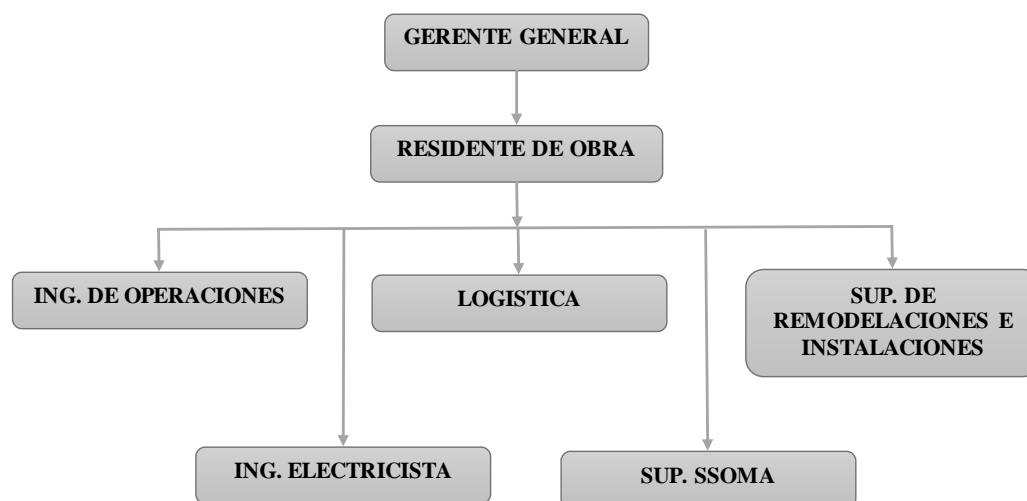 GERENTE GENERAL
RESIDENTE DE OBRA
ING. DE OPERACIONES
LOGISTICA
SUP. DE
REMODELACIONES E
INSTALACIONES
ING. ELECTRICISTA
SUP. SSOMA